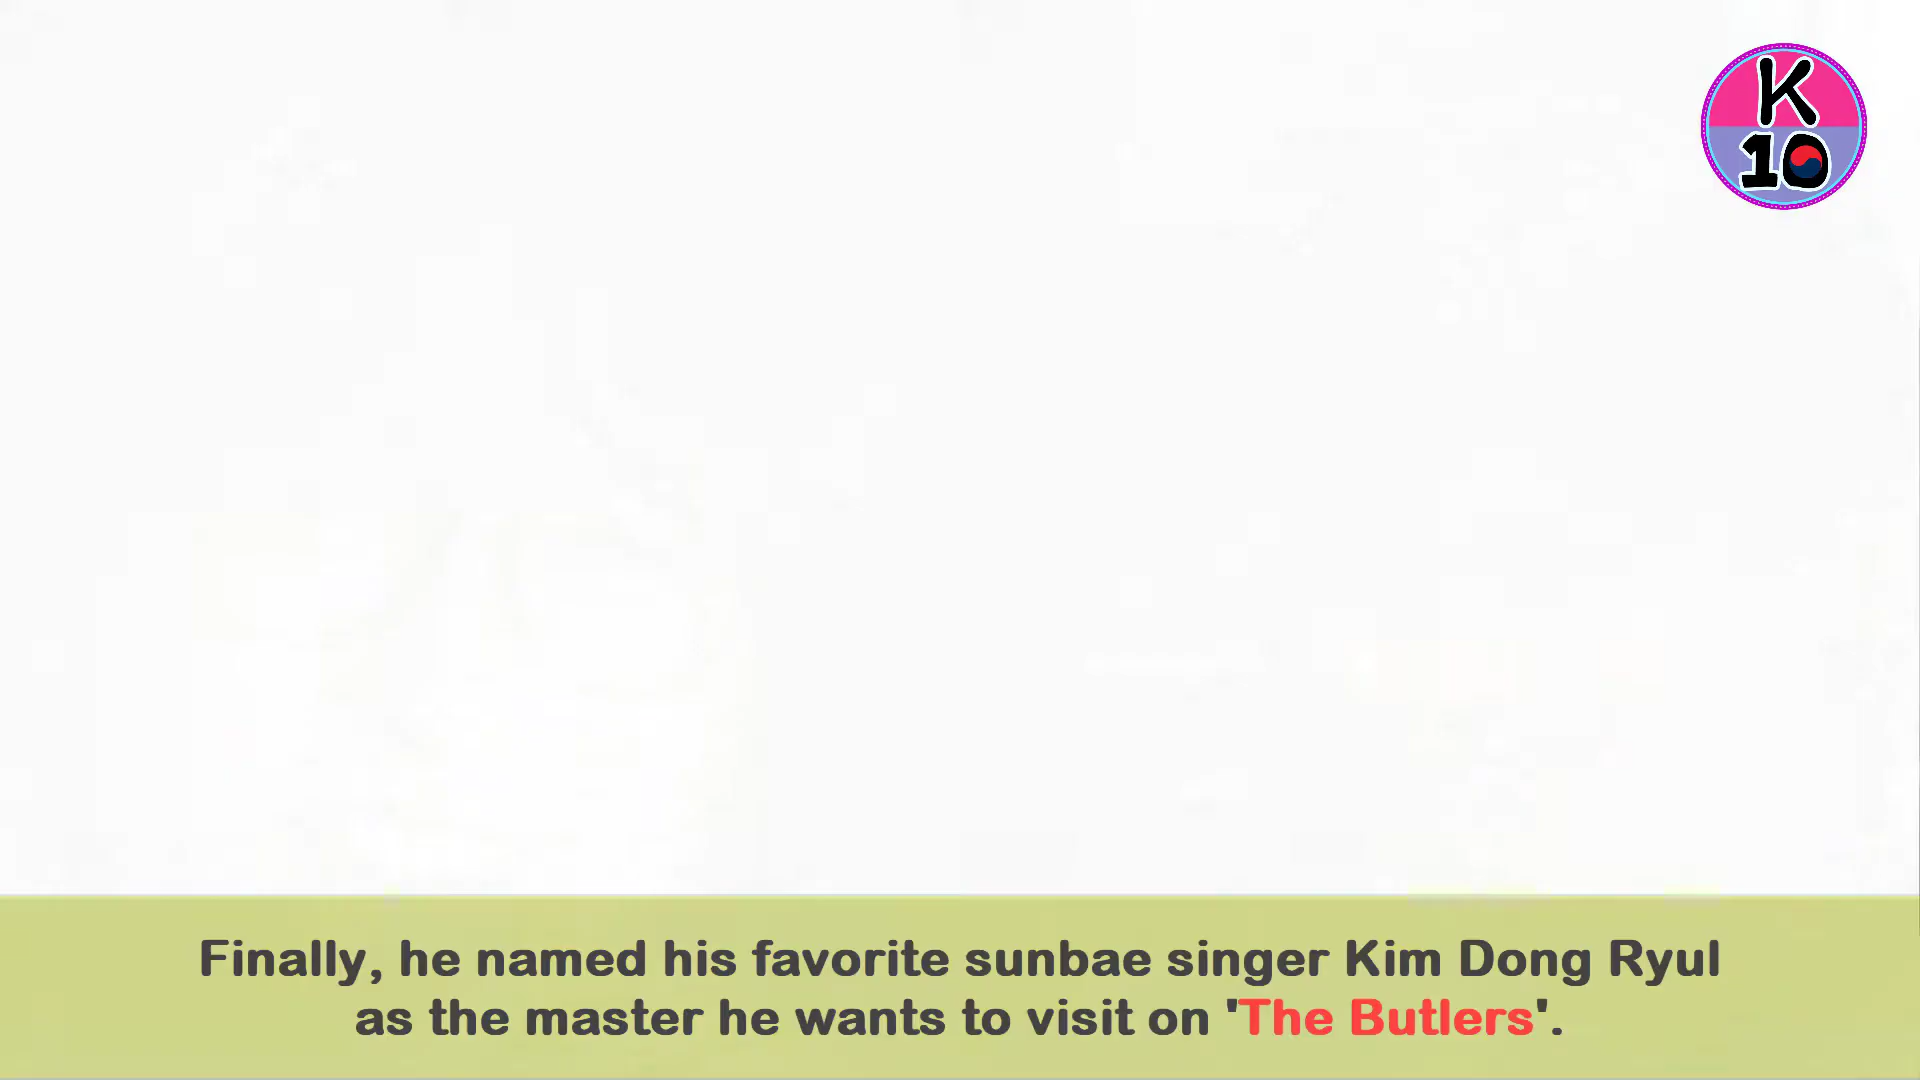 K
10
Finally, he named his favorite sunbae singer Kim Dong Ryul
as the master he wants to visit on 'The Butlers'.